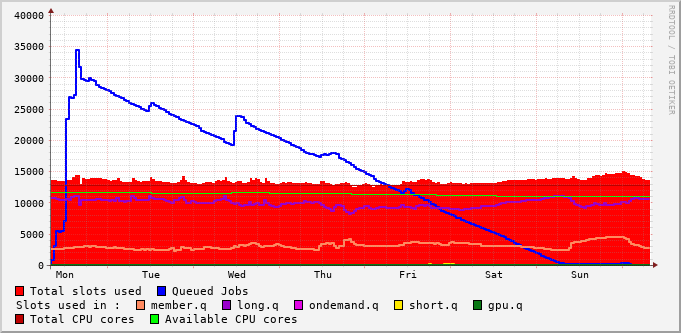 40000
35000
30000
25000
20000
15000
10000
5000
0
Mon Tue Wed Thu Fri Sat Sun
RRDTOOL / TOBI OETIKER
Total slots used Queued Jobs
Slots used in : member.q long.q ondemand.q short.q gpu.q
Total CPU cores Available CPU cores